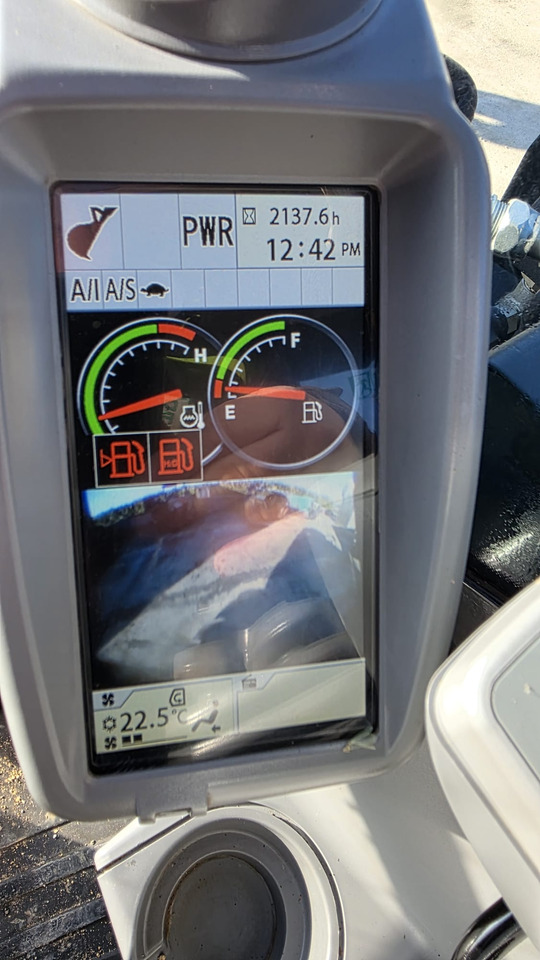 PWR
2137.6h
12:42 PM
A/I A/S
H
F
E
22.5°C